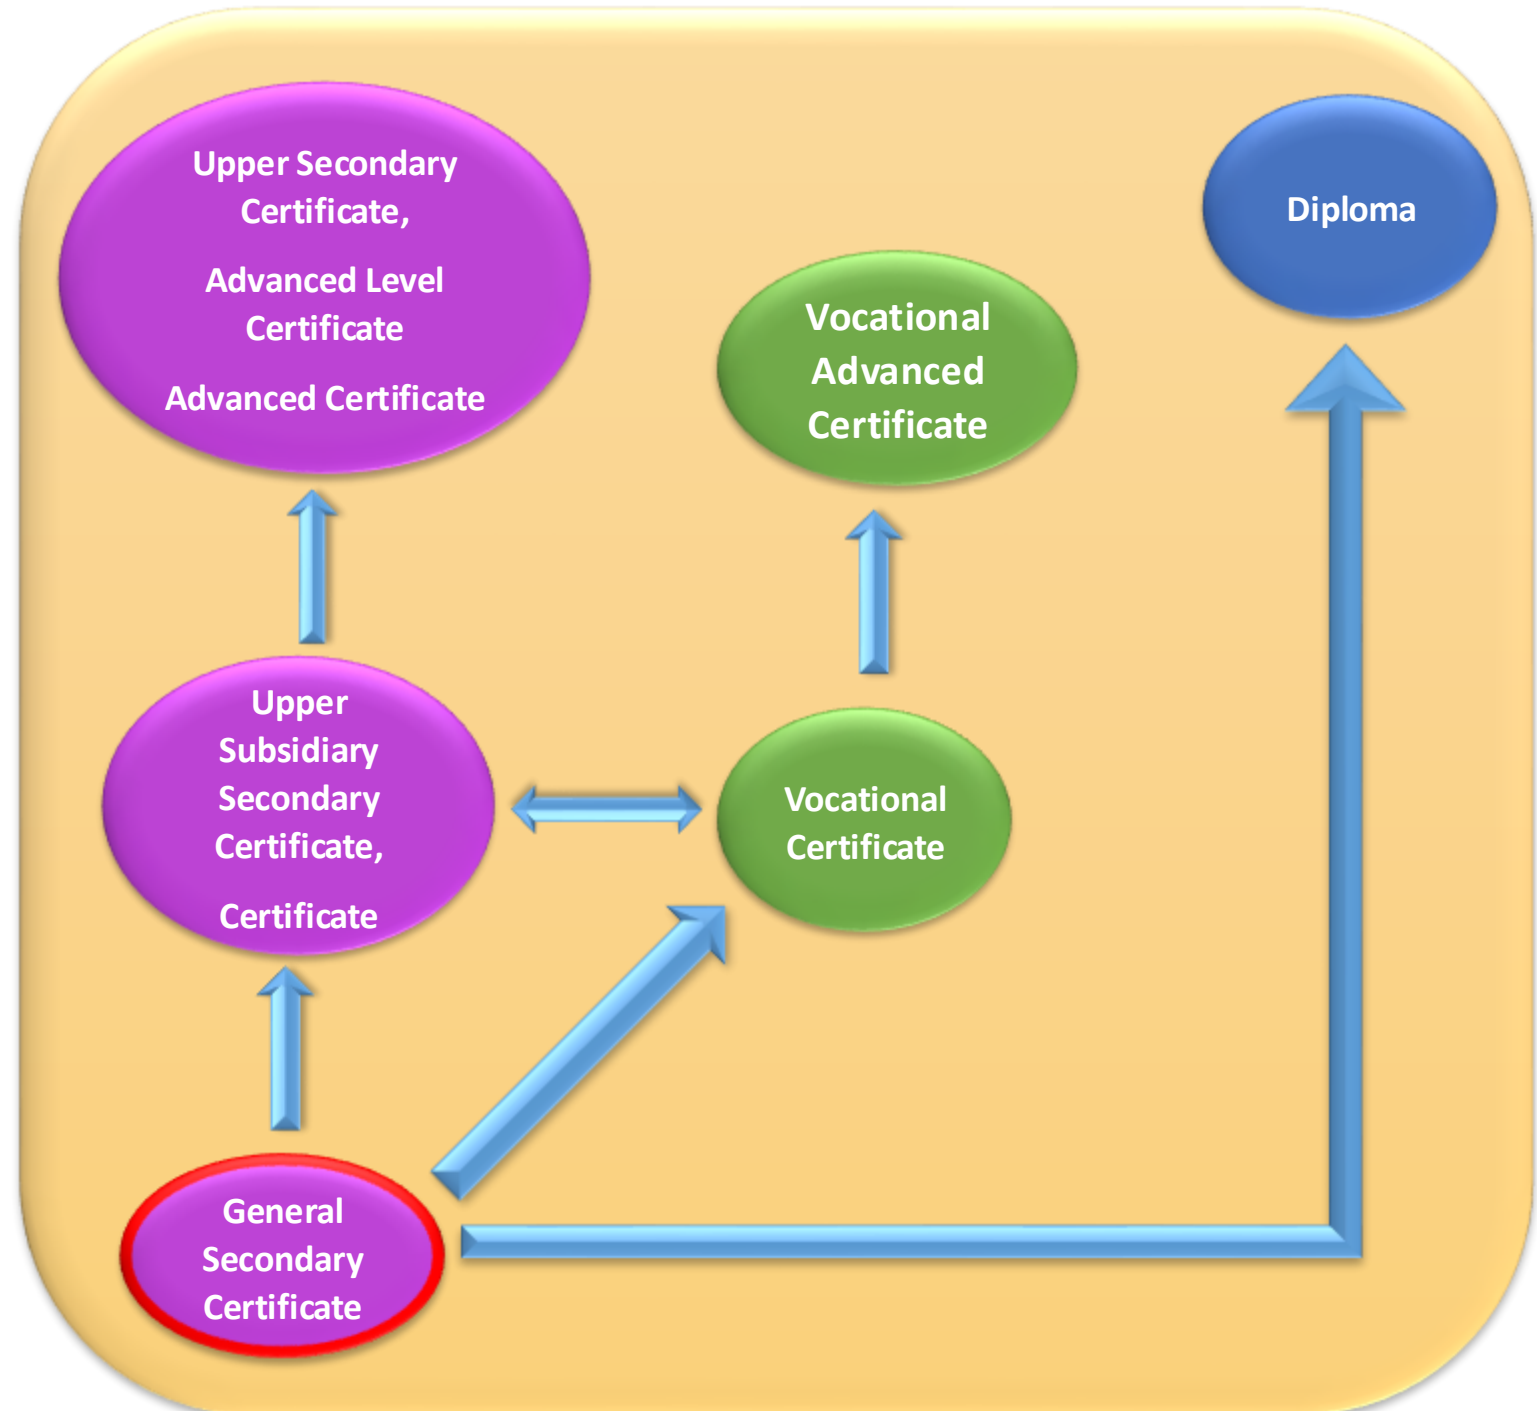 Upper Secondary
Certificate,
Advanced Level
Certificate
Advanced Certificate
Diploma
Vocational
Advanced
Certificate
Upper
Subsidiary
Secondary
Certificate,
Certificate
Vocational
Certificate
General
Secondary
Certificate